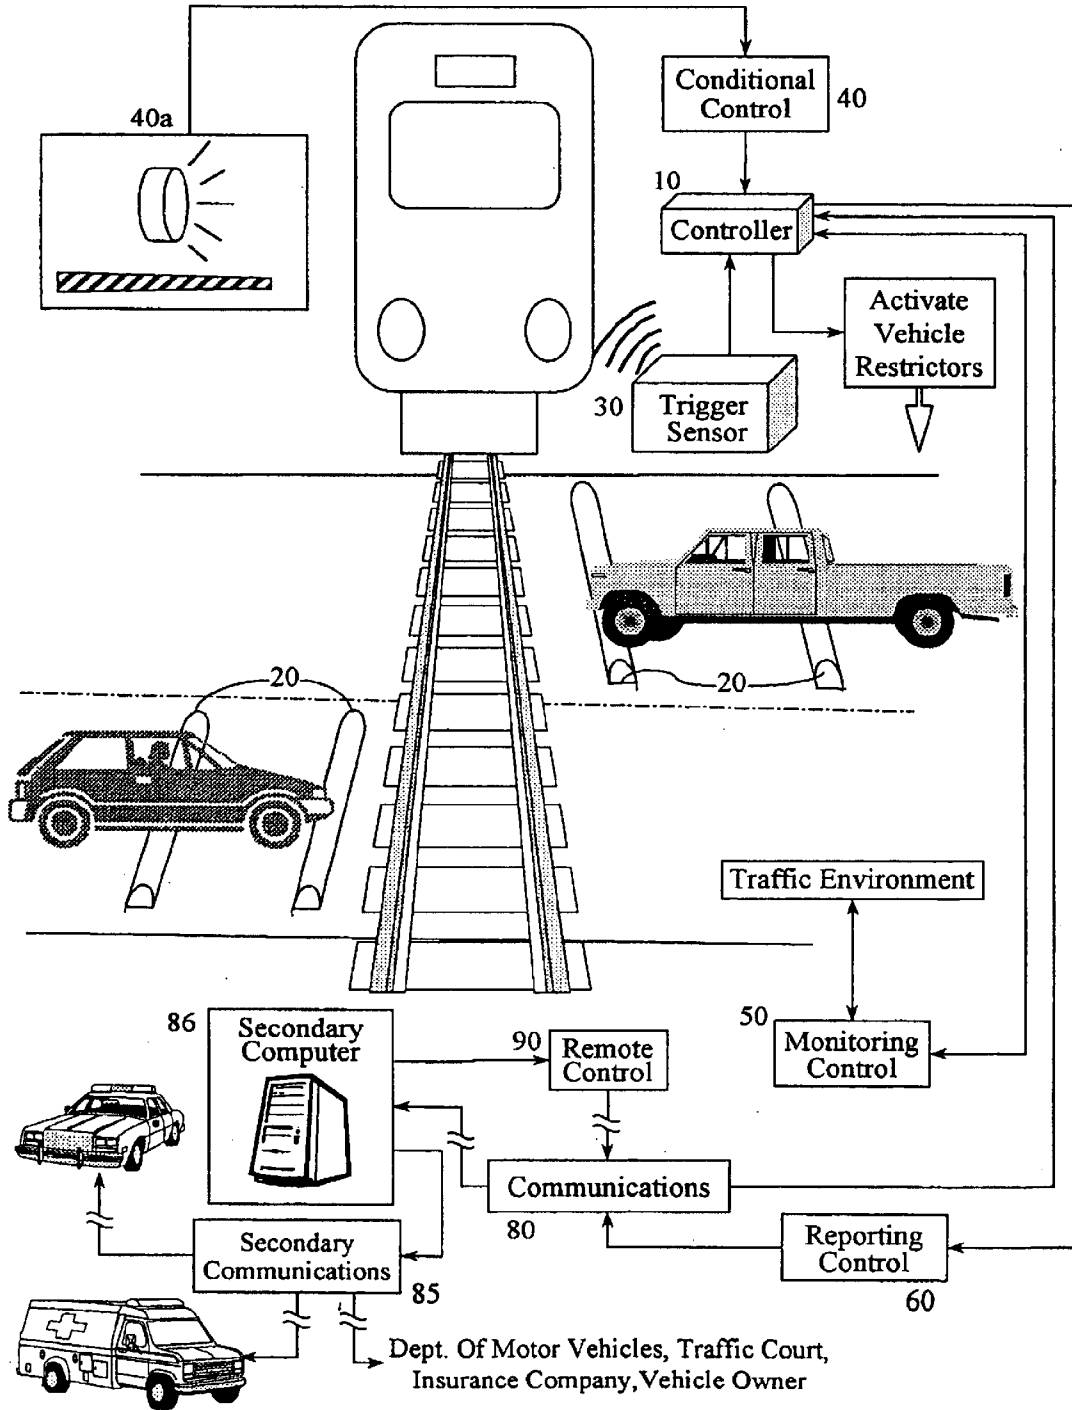 40a
Conditional
Control
40
10
Controller
Activate
Vehicle
Restrictors
30
Trigger
Sensor
20
20
Traffic Environment
50
Monitoring
Control
86
Secondary
Computer
90
Remote
Control
Communications
80
Reporting
Control
60
Secondary
Communications
85
Dept. Of Motor Vehicles, Traffic Court,
Insurance Company, Vehicle Owner